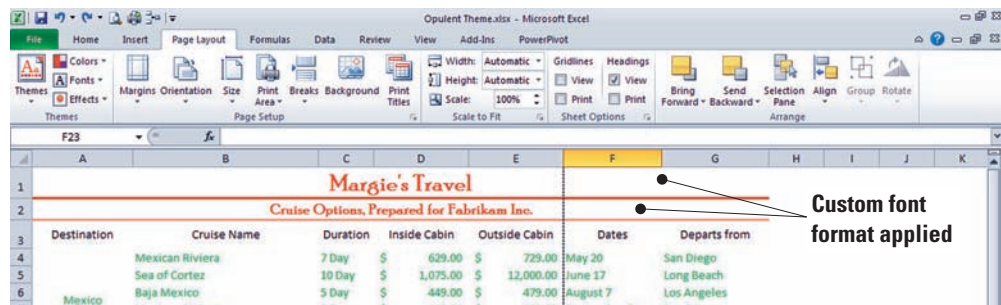 Opulent Theme.xlsx - Microsoft Excel
File Home Insert Page Layout Formulas Data Review View Add-Ins PowerPivot
Themes Colors Fonts Effects
Themes
Margins Orientation Size Print Area Breaks Background Print Titles
Page Setup
Width: Automatic
Height: Automatic
Scale: 100%
Scale to Fit
Gridlines Headings
View View
Print Print
Sheet Options
Bring Forward Send Backward Selection Pane Align Group Rotate
Arrange
F23 fx
A B C D E F G H I J K
1 Margie's Travel
2 Cruise Options, Prepared for Fabrikam Inc.
3 Destination Cruise Name Duration Inside Cabin Outside Cabin Dates Departs from
4 Mexican Riviera 7 Day $ 629.00 $ 729.00 May 20 San Diego
5 Sea of Cortez 10 Day $ 1,075.00 $ 12,000.00 June 17 Long Beach
6 Mexico Baja Mexico 5 Day $ 449.00 $ 479.00 August 7 Los Angeles
Custom font
format applied